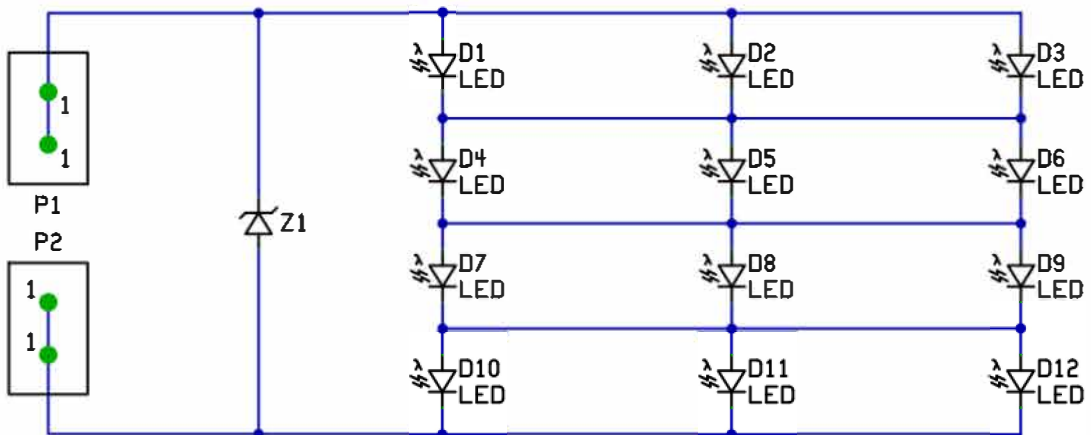 λ D1 λ D2 λ D3
LED LED LED
1
1
λ D4 λ D5 λ D6
LED LED LED
P1
Z1
P2
λ D7 λ D8 λ D9
LED LED LED
1
1
λ D10 λ D11 λ D12
LED LED LED